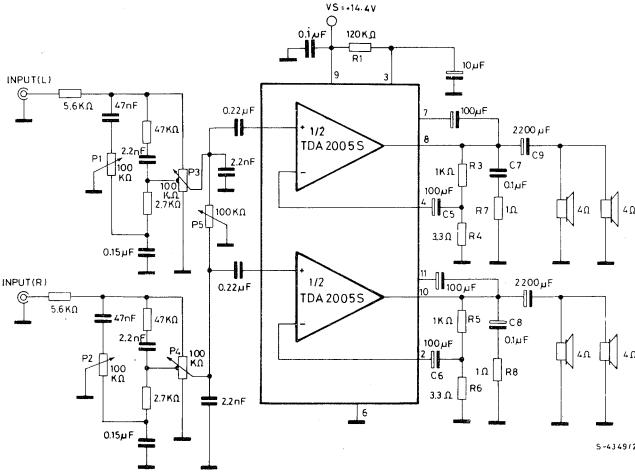 VS=+14.4V
0.1µF
120KΩ
R1
10µF
9
3
INPUT(L)
5.6KΩ
47nF
47KΩ
2.2nF
P1
100
KΩ
2.7KΩ
100
KΩ
P3
0.15µF
0.22µF
2.2nF
100KΩ
P5
0.22µF
1/2
TDA2005S
+
−
7
100µF
8
2200µF
C9
1KΩ
R3
C7
0.1µF
100µF
4
C5
R7
1Ω
3.3Ω
R4
4Ω
4Ω
INPUT(R)
5.6KΩ
47nF
47KΩ
2.2nF
P2
100
KΩ
2.7KΩ
P4
100
KΩ
0.15µF
2.2nF
1/2
TDA2005S
+
−
11
100µF
10
2200µF
1KΩ
R5
C8
0.1µF
100µF
2
C6
1Ω
R8
R6
3.3Ω
4Ω
4Ω
6
S-4349/2